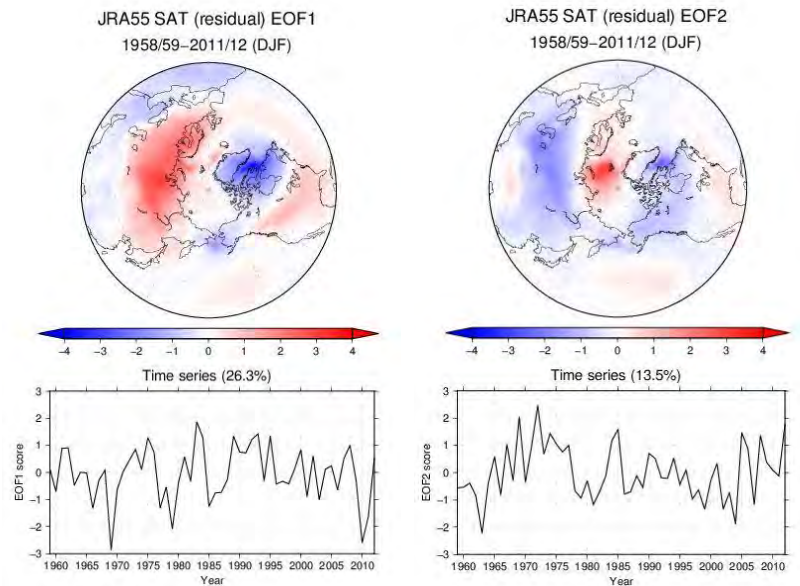 JRA55 SAT (residual) EOF1
1958/59−2011/12 (DJF)
−4 −3 −2 −1 0 1 2 3 4
Time series (26.3%)
3
2
1
0
−1
−2
−3
EOF1 score
1960 1965 1970 1975 1980 1985 1990 1995 2000 2005 2010
Year
JRA55 SAT (residual) EOF2
1958/59−2011/12 (DJF)
−4 −3 −2 −1 0 1 2 3 4
Time series (13.5%)
3
2
1
0
−1
−2
−3
EOF2 score
1960 1965 1970 1975 1980 1985 1990 1995 2000 2005 2010
Year